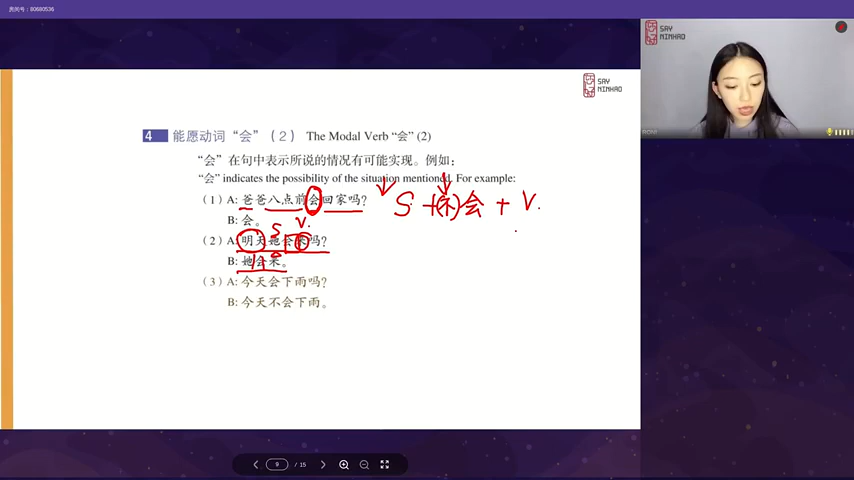 房间号：80680536
SAY
NINHAO
SAY
NINHAO
4 能愿动词“会”（2） The Modal Verb “会” (2)
“会”在句中表示所说的情况有可能实现。例如：
“会” indicates the possibility of the situation mentioned. For example:
（1）A: 爸爸八点前会回家吗？
S + (不) 会 + V.
B: 会。
S V.
（2）A: 明天她会来吗？
B: 她会来。
（3）A: 今天会下雨吗？
B: 今天不会下雨。
9 / 15